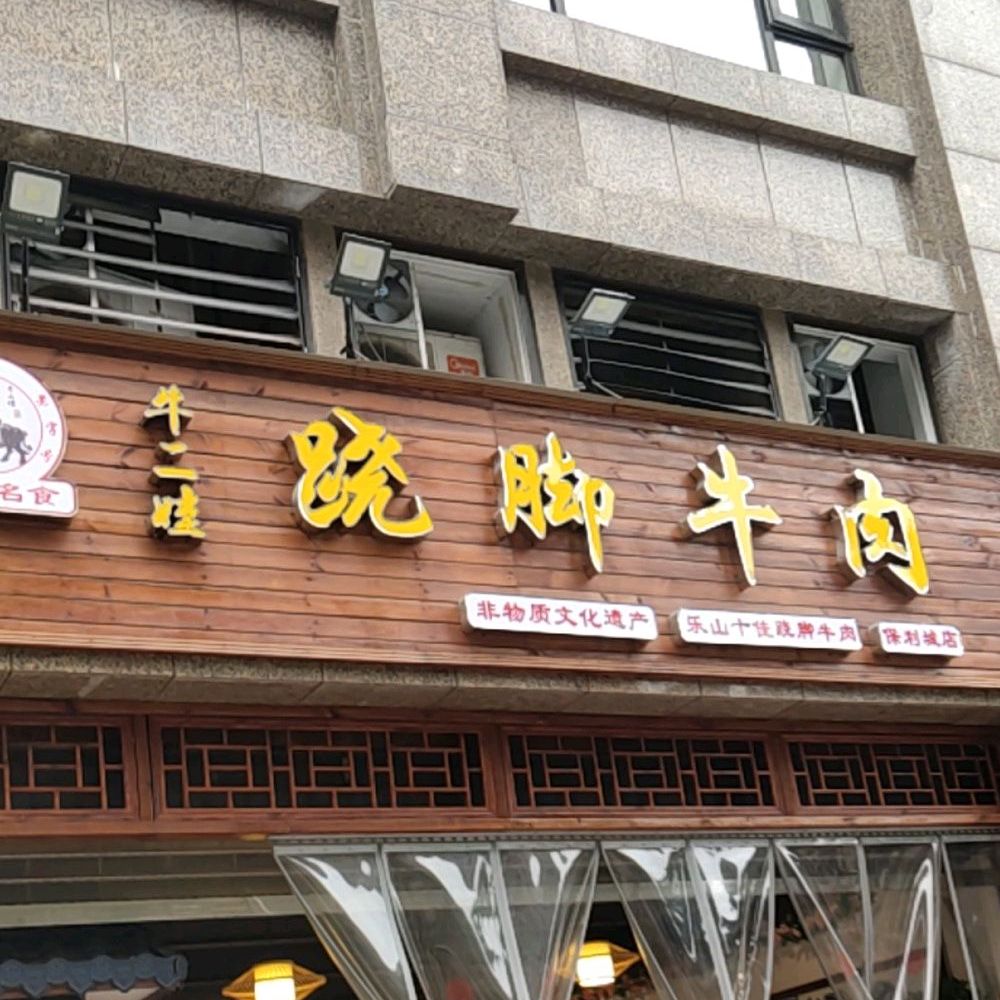 名食
牛二娃
跷脚牛肉
非物质文化遗产
乐山十佳跷脚牛肉
保利城店